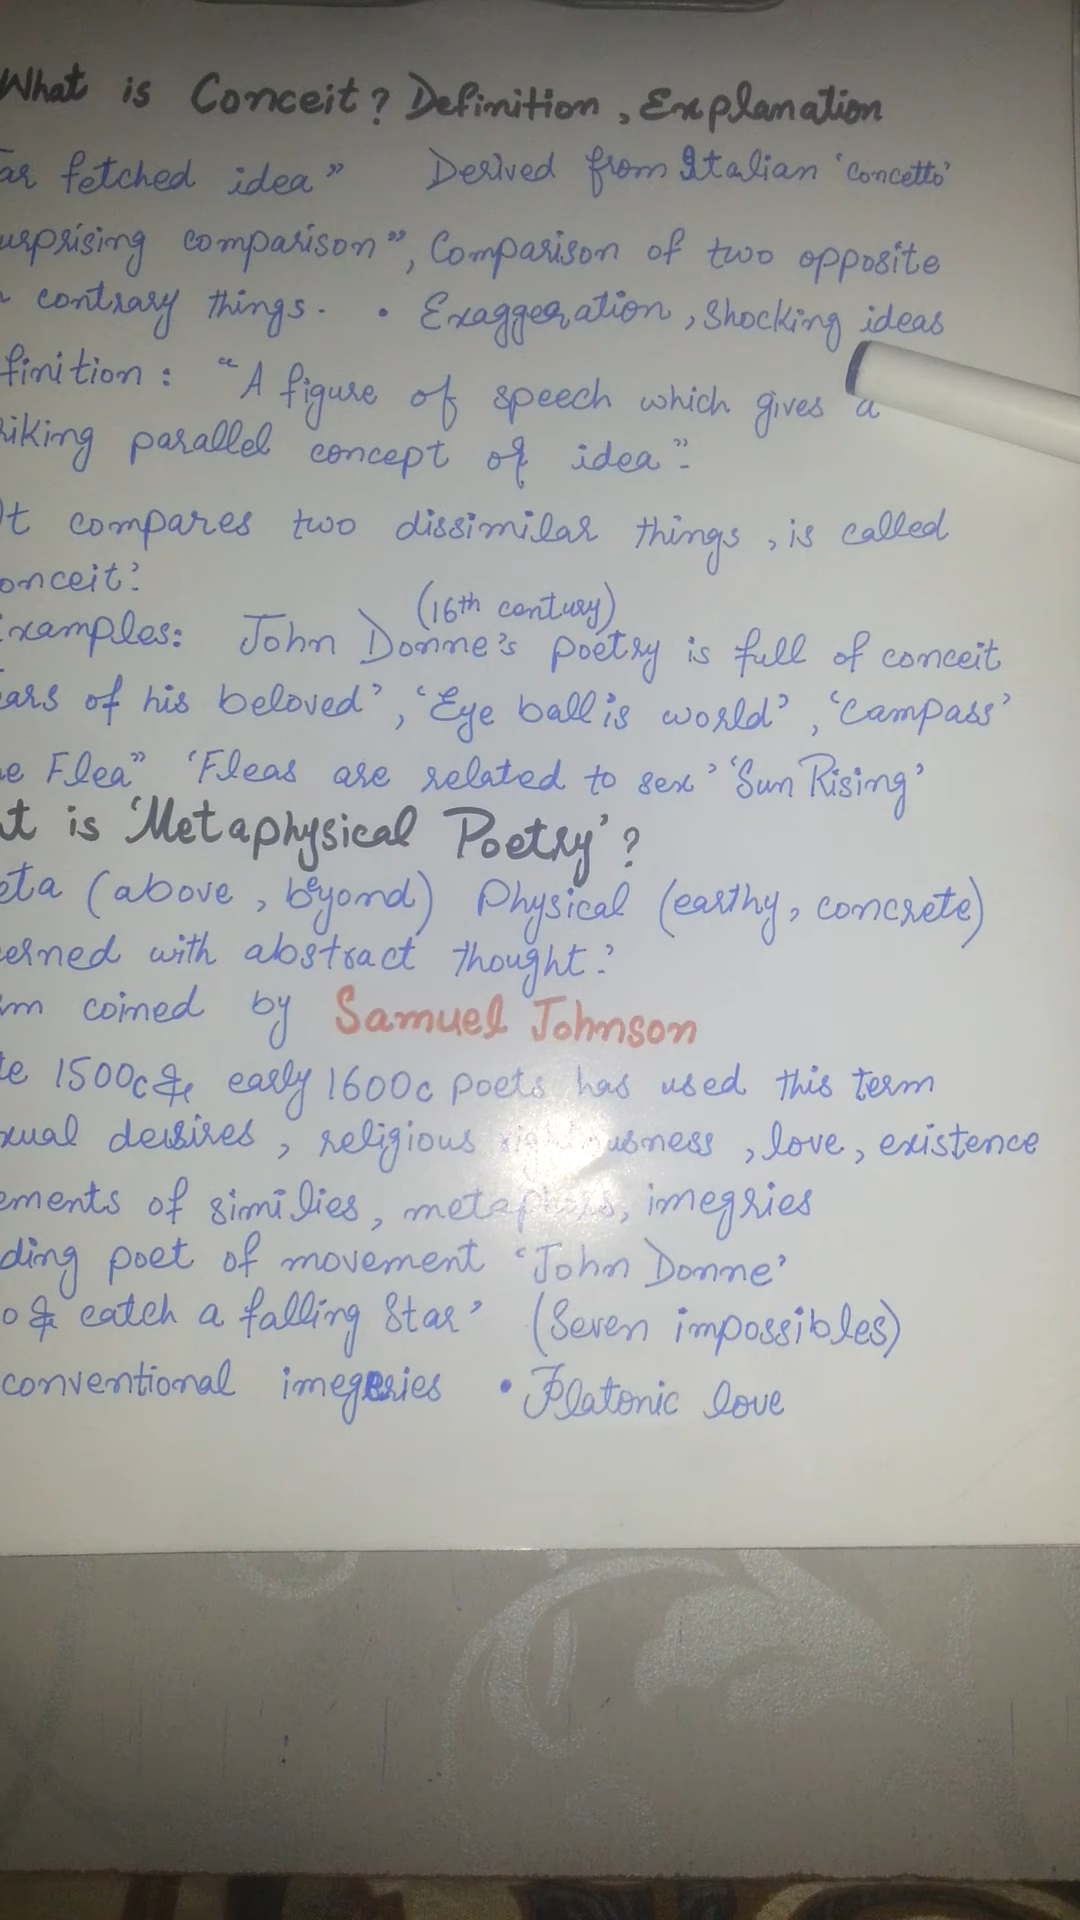 What is Conceit? Definition, Explanation
ar fetched idea" Derived from Italian 'concetto'
urprising comparison", Comparison of two opposite
contrary things. • Exaggeration, Shocking ideas
finition: "A figure of speech which gives a
riking parallel concept of idea".
It compares two dissimilar things, is called
onceit.'
(16th century)
Examples: John Donne's poetry is full of conceit
ears of his beloved', 'Eye ball is world', 'Campass'
e Flea" 'Fleas are related to sex' 'Sun Rising'
t is 'Metaphysical Poetry'?
eta (above, beyond) Physical (earthy, concrete)
cerned with abstract thought.'
rm coined by Samuel Johnson
te 1500c & early 1600c poets has used this term
xual desires, religious, love, existence
ements of similies, metaphors, imegries
ding poet of movement 'John Donne'
o & catch a falling Star' (Seven impossibles)
conventional imegries • Platonic love